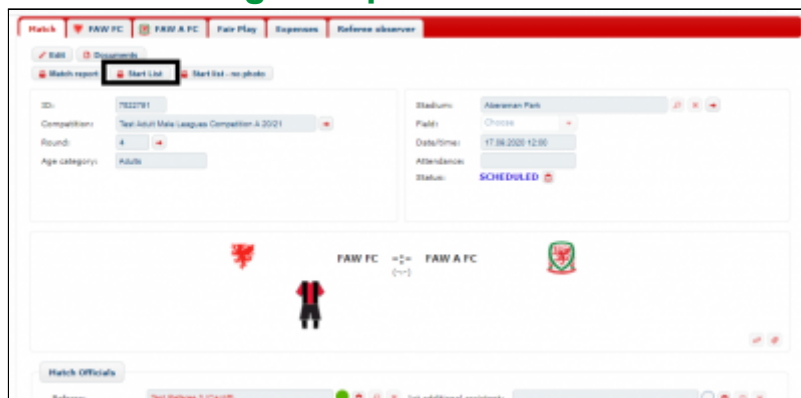 Match FAW FC FAW A FC Fair Play Expenses Referee observer
Edit Documents
Match report Start List Start list - no photo
ID: 7022701 Stadium: Aberaman Park
Competition: Test Adult Male Leagues Competition A 20/21 Field: Choose
Round: 4 Date/time: 17.09.2020 12:00
Age category: Adults Attendance:
Status: SCHEDULED
FAW FC -:- FAW A FC
(-:-)
Match Officials